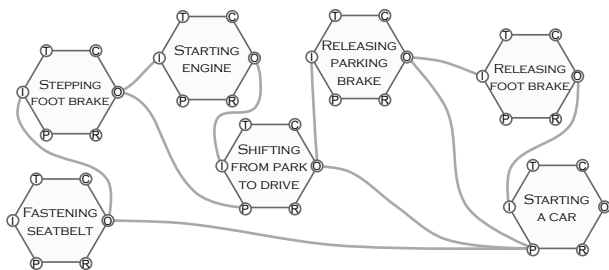 T C
STARTING
ENGINE
I O
P R
T C
RELEASING
PARKING
BRAKE
I O
P R
T C
RELEASING
FOOT BRAKE
I O
P R
T C
STEPPING
FOOT BRAKE
I O
P R
T C
SHIFTING
FROM PARK
TO DRIVE
I O
P R
T C
FASTENING
SEATBELT
I O
P R
T C
STARTING
A CAR
I O
P R